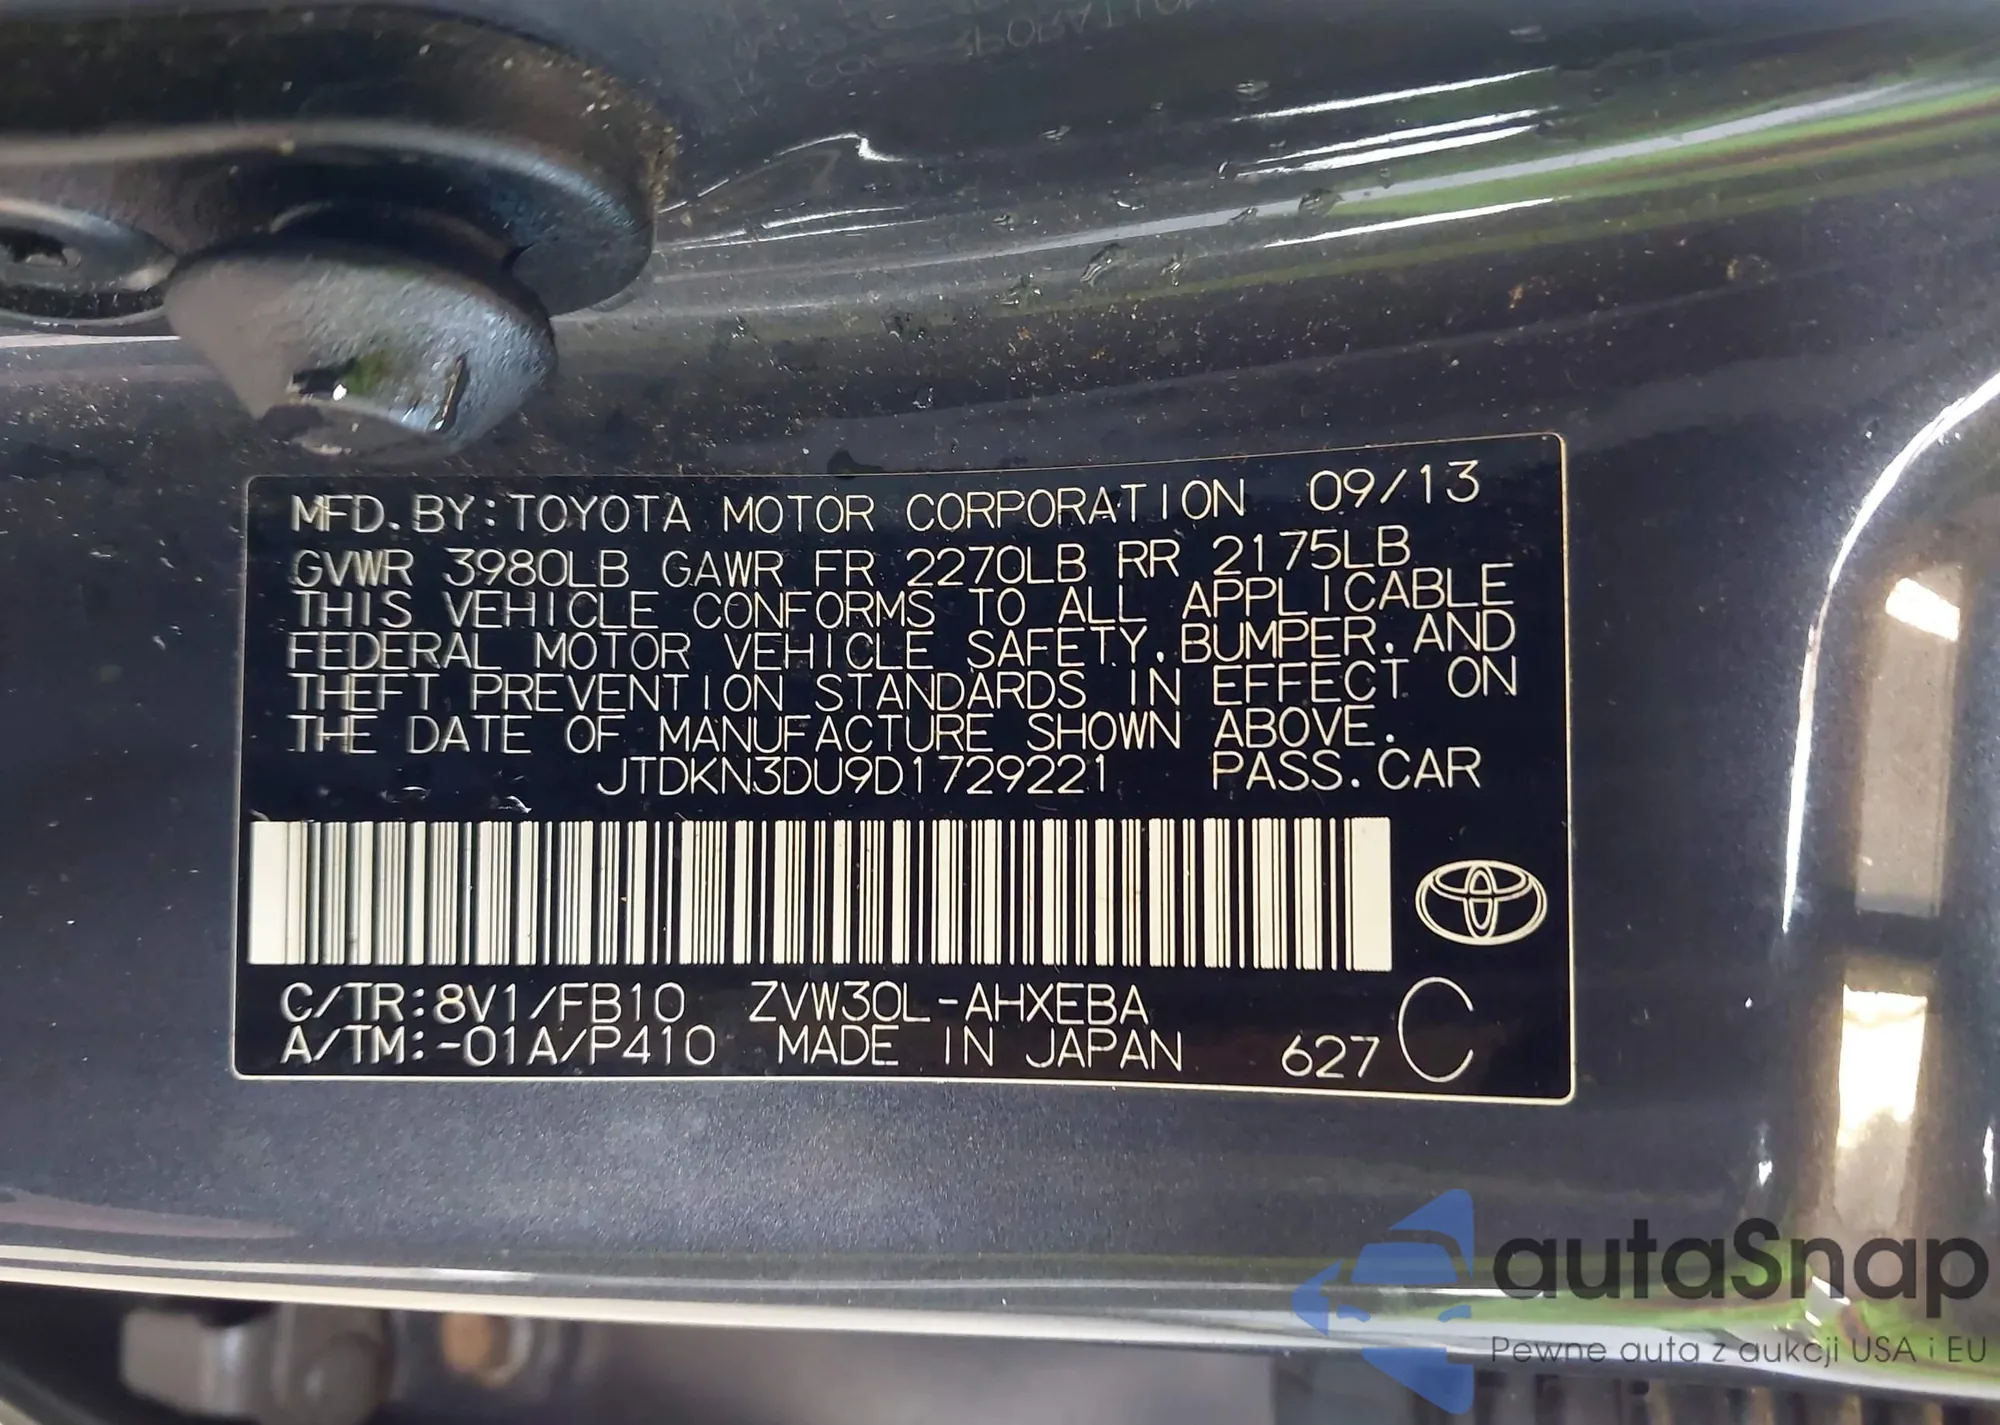 MFD.BY:TOYOTA MOTOR CORPORATION 09/13
GVWR 3980LB GAWR FR 2270LB RR 2175LB
THIS VEHICLE CONFORMS TO ALL APPLICABLE
FEDERAL MOTOR VEHICLE SAFETY, BUMPER, AND
THEFT PREVENTION STANDARDS IN EFFECT ON
THE DATE OF MANUFACTURE SHOWN ABOVE.
JTDKN3DU9D1729221 PASS.CAR
C/TR:8V1/FB10 ZVW30L-AHXEBA
A/TM:-01A/P410 MADE IN JAPAN 627 C
autaSnap
Pewne auta z aukcji USA i EU